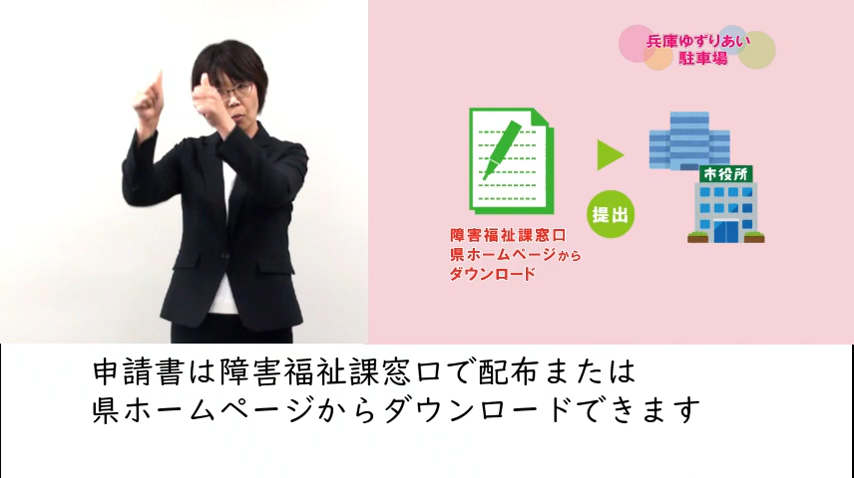 兵庫ゆずりあい
駐車場
市役所
提出
障害福祉課窓口
県ホームページから
ダウンロード
申請書は障害福祉課窓口で配布または
県ホームページからダウンロードできます